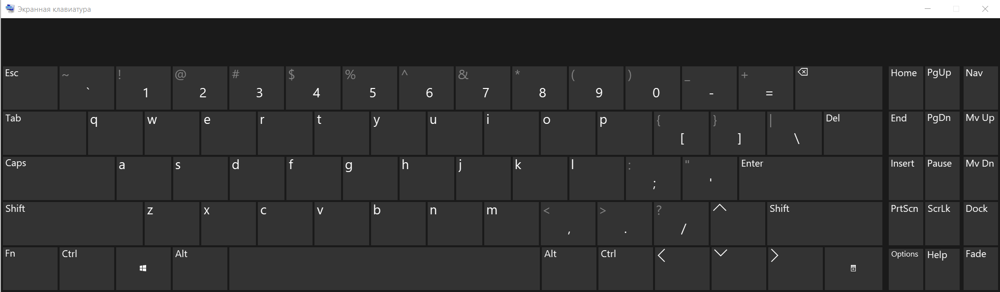 Экранная клавиатура
Esc ~ ` ! 1 @ 2 # 3 $ 4 % 5 ^ 6 & 7 * 8 ( 9 ) 0 _ - + = Home PgUp Nav
Tab q w e r t y u i o p { [ } ] | \ Del End PgDn Mv Up
Caps a s d f g h j k l : ; " ' Enter Insert Pause Mv Dn
Shift z x c v b n m < , > . ? / Shift PrtScn ScrLk Dock
Fn Ctrl Alt Alt Ctrl Options Help Fade